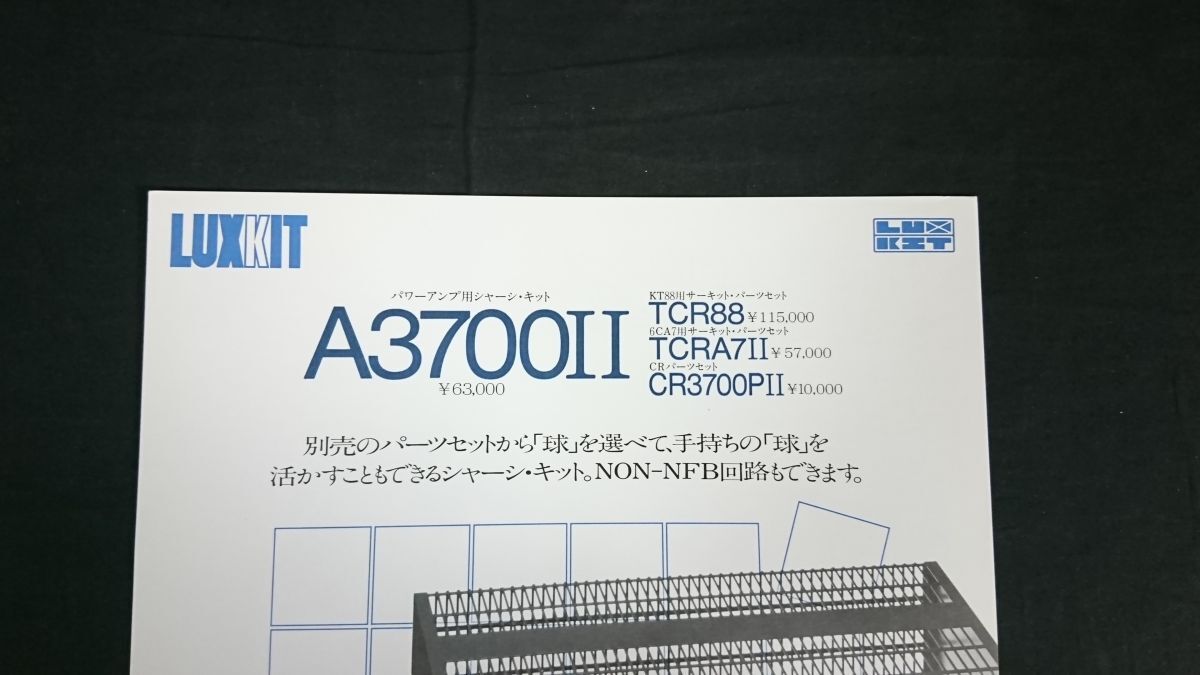 LUXKIT
LUX
KIT
パワーアンプ用シャーシ・キット
A3700II
¥63,000
KT88用サーキット・パーツセット
TCR88 ¥115,000
6CA7用サーキット・パーツセット
TCRA7II ¥57,000
CRパーツセット
CR3700PII ¥10,000
別売のパーツセットから「球」を選べて、手持ちの「球」を
活かすこともできるシャーシ・キット。NON-NFB回路もできます。